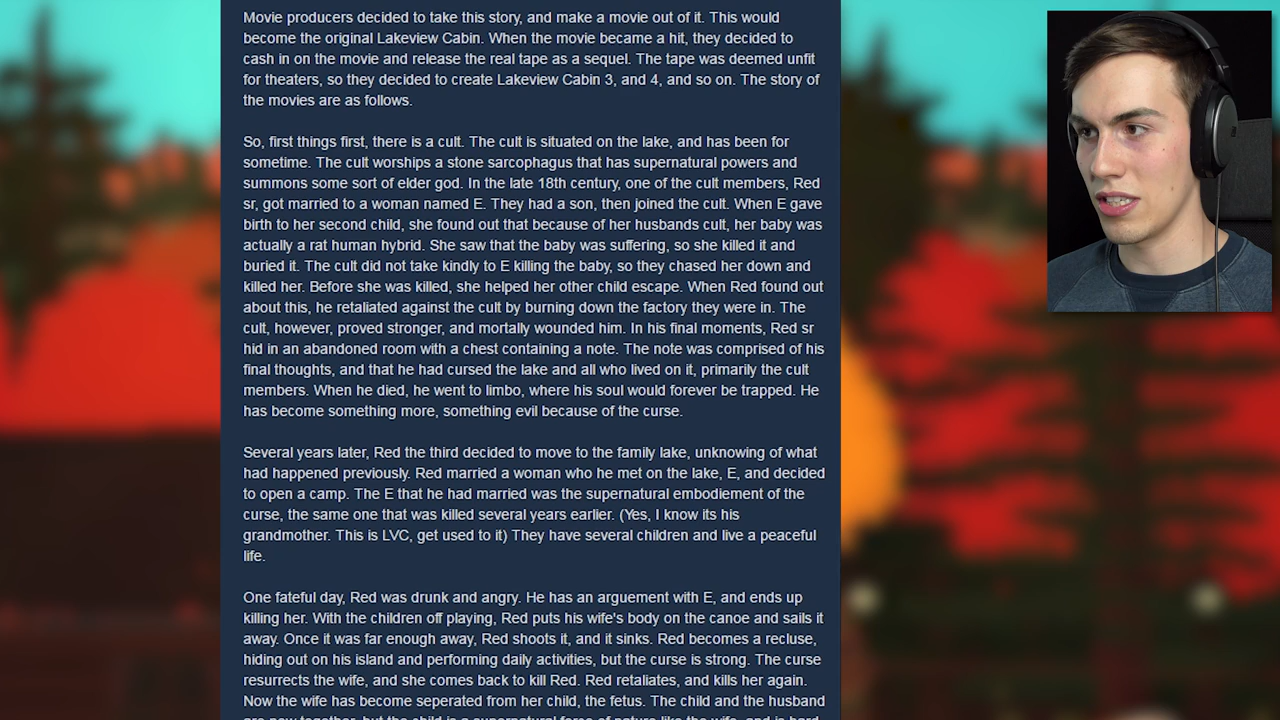 Movie producers decided to take this story, and make a movie out of it. This would
become the original Lakeview Cabin. When the movie became a hit, they decided to
cash in on the movie and release the real tape as a sequel. The tape was deemed unfit
for theaters, so they decided to create Lakeview Cabin 3, and 4, and so on. The story of
the movies are as follows.
So, first things first, there is a cult. The cult is situated on the lake, and has been for
sometime. The cult worships a stone sarcophagus that has supernatural powers and
summons some sort of elder god. In the late 18th century, one of the cult members, Red
sr, got married to a women named E. They had a son, then joined the cult. When E gave
birth to her second child, she found out that because of her husbands cult, her baby was
actually a rat human hybrid. She saw that the baby was suffering, so she killed it and
buried it. The cult did not take kindly to E killing the baby, so they chased her down and
killed her. Before she was killed, she helped her other child escape. When Red found out
about this, he retaliated against the cult by burning down the factory they were in. The
cult, however, proved stronger, and mortally wounded him. In his final moments, Red sr
hid in an abandoned room with a chest containing a note. The note was comprised of his
final thoughts, and that he had cursed the lake and all who lived on it, primarily the cult
members. When he died, he went to limbo, where his soul would forever be trapped. He
has become something more, something evil because of the curse.
Several years later, Red the third decided to move to the family lake, unknowing of what
had happened previously. Red married a woman who he met on the lake, E, and decided
to open a camp. The E that he had married was the supernatural embodiement of the
curse, the same one that was killed several years earlier. (Yes, I know its his
grandmother. This is LVC, get used to it) They have several children and live a peaceful
life.
One fateful day, Red was drunk and angry. He has an arguement with E, and ends up
killing her. With the children off playing, Red puts his wife's body on the canoe and sails it
away. Once it was far enough away, Red shoots it, and it sinks. Red becomes a recluse,
hiding out on his island and performing daily activities, but the curse is strong. The curse
resurrects the wife, and she comes back to kill Red. Red retaliates, and kills her again.
Now the wife has become seperated from her child, the fetus. The child and the husband
are now together, but the child is a supernatural force of nature like the wife, and is hard